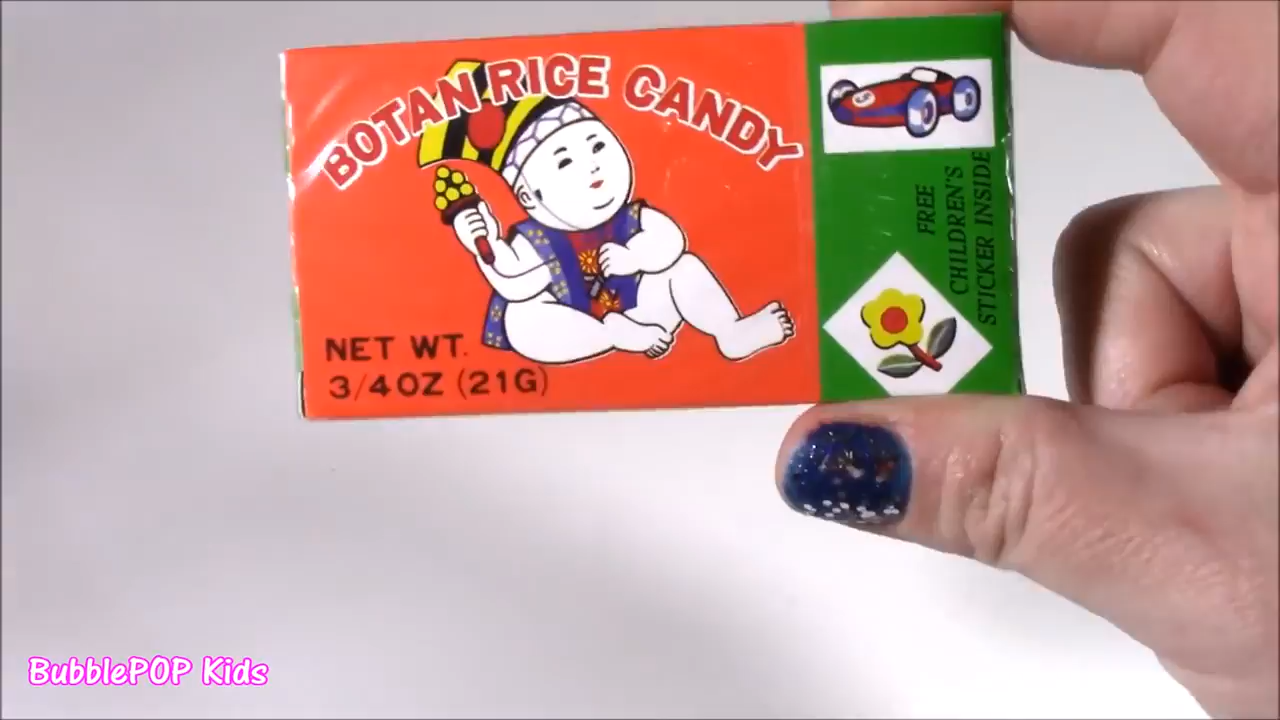 BOTAN RICE CANDY
NET WT.
3/4OZ (21G)
FREE
CHILDREN'S
STICKER INSIDE
BubblePOP Kids